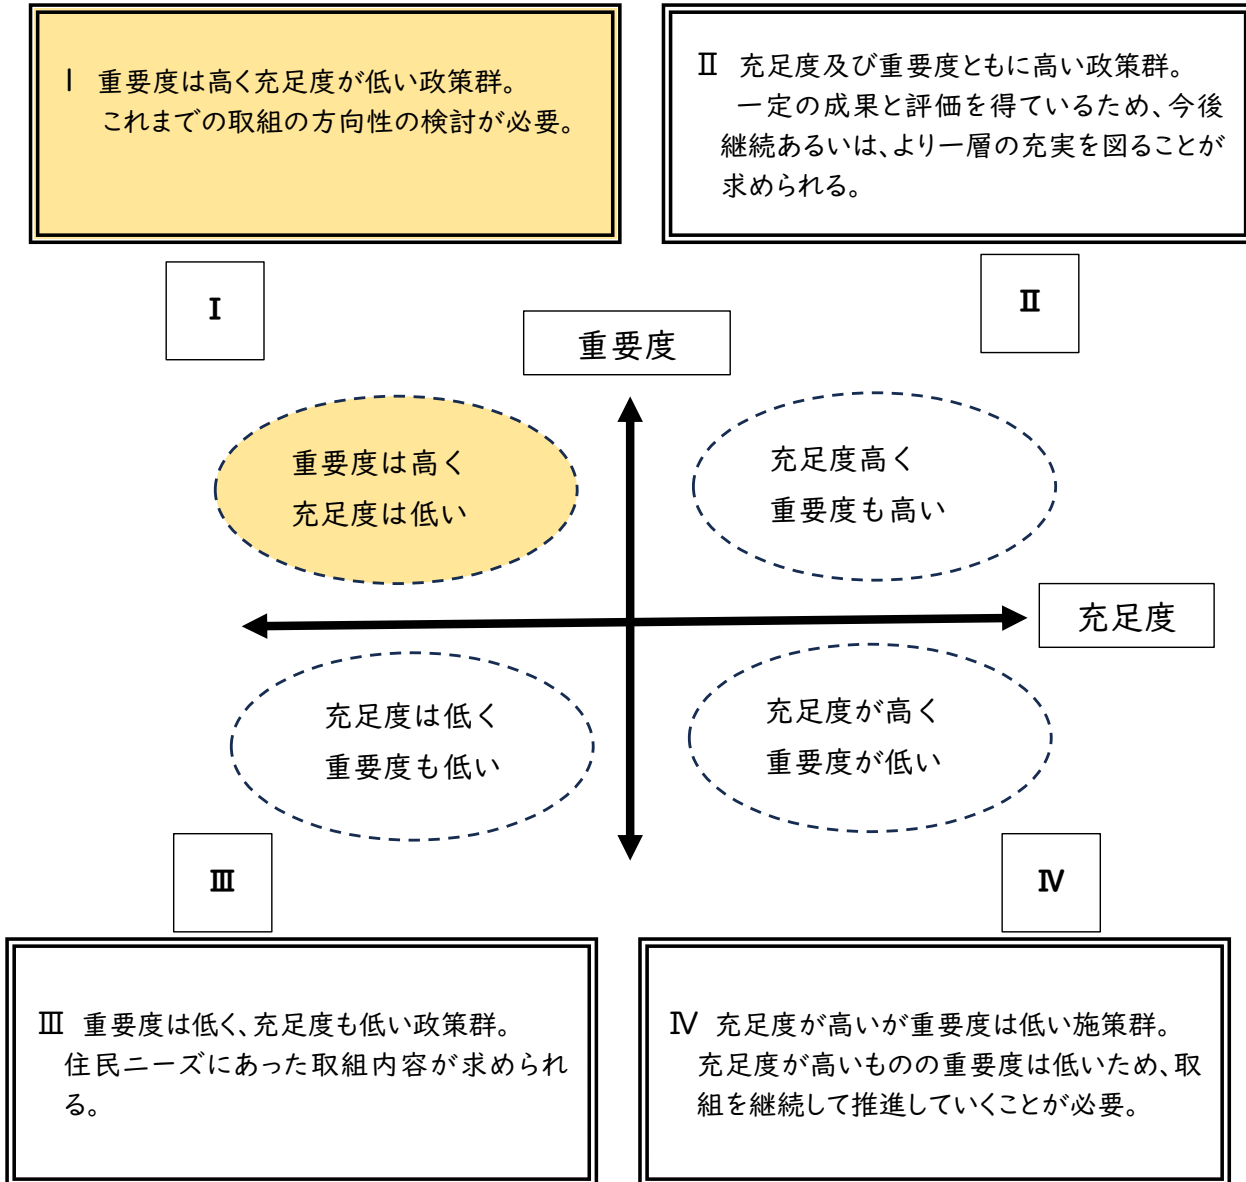 Ⅰ 重要度は高く充足度が低い政策群。
これまでの取組の方向性の検討が必要。
Ⅱ 充足度及び重要度ともに高い政策群。
一定の成果と評価を得ているため、今後
継続あるいは、より一層の充実を図ることが
求められる。
Ⅰ
Ⅱ
重要度
重要度は高く
充足度は低い
充足度高く
重要度も高い
充足度
充足度は低く
重要度も低い
充足度が高く
重要度が低い
Ⅲ
Ⅳ
Ⅲ 重要度は低く、充足度も低い政策群。
住民ニーズにあった取組内容が求められ
る。
Ⅳ 充足度が高いが重要度は低い施策群。
充足度が高いものの重要度は低いため、取
組を継続して推進していくことが必要。